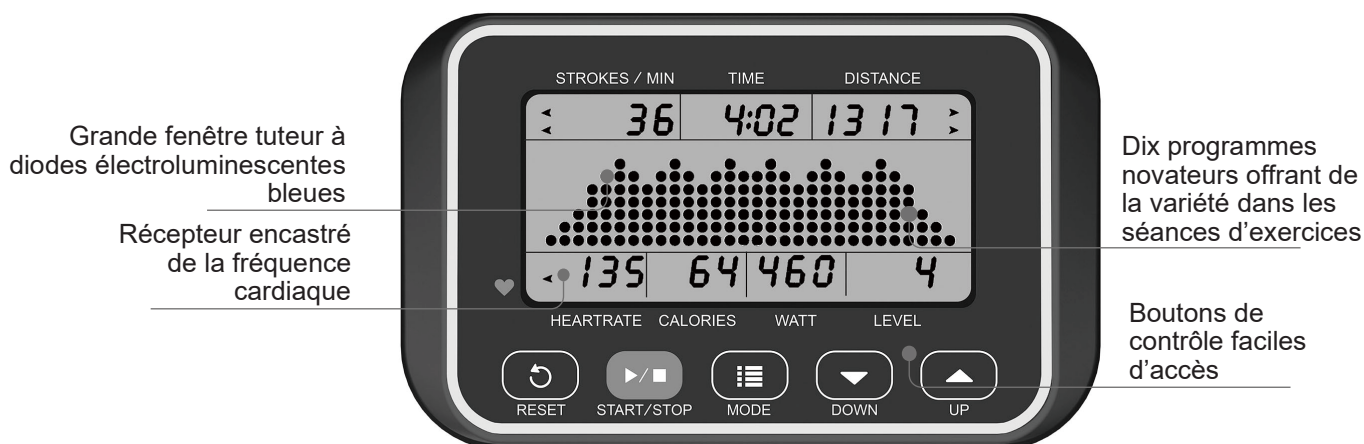 STROKES / MIN TIME DISTANCE
36 4:02 1317
Grande fenêtre tuteur à
diodes électroluminescentes
bleues
Récepteur encastré
de la fréquence
cardiaque
Dix programmes
novateurs offrant de
la variété dans les
séances d’exercices
135 64 460 4
HEARTRATE CALORIES WATT LEVEL
Boutons de
contrôle faciles
d’accès
RESET START/STOP MODE DOWN UP